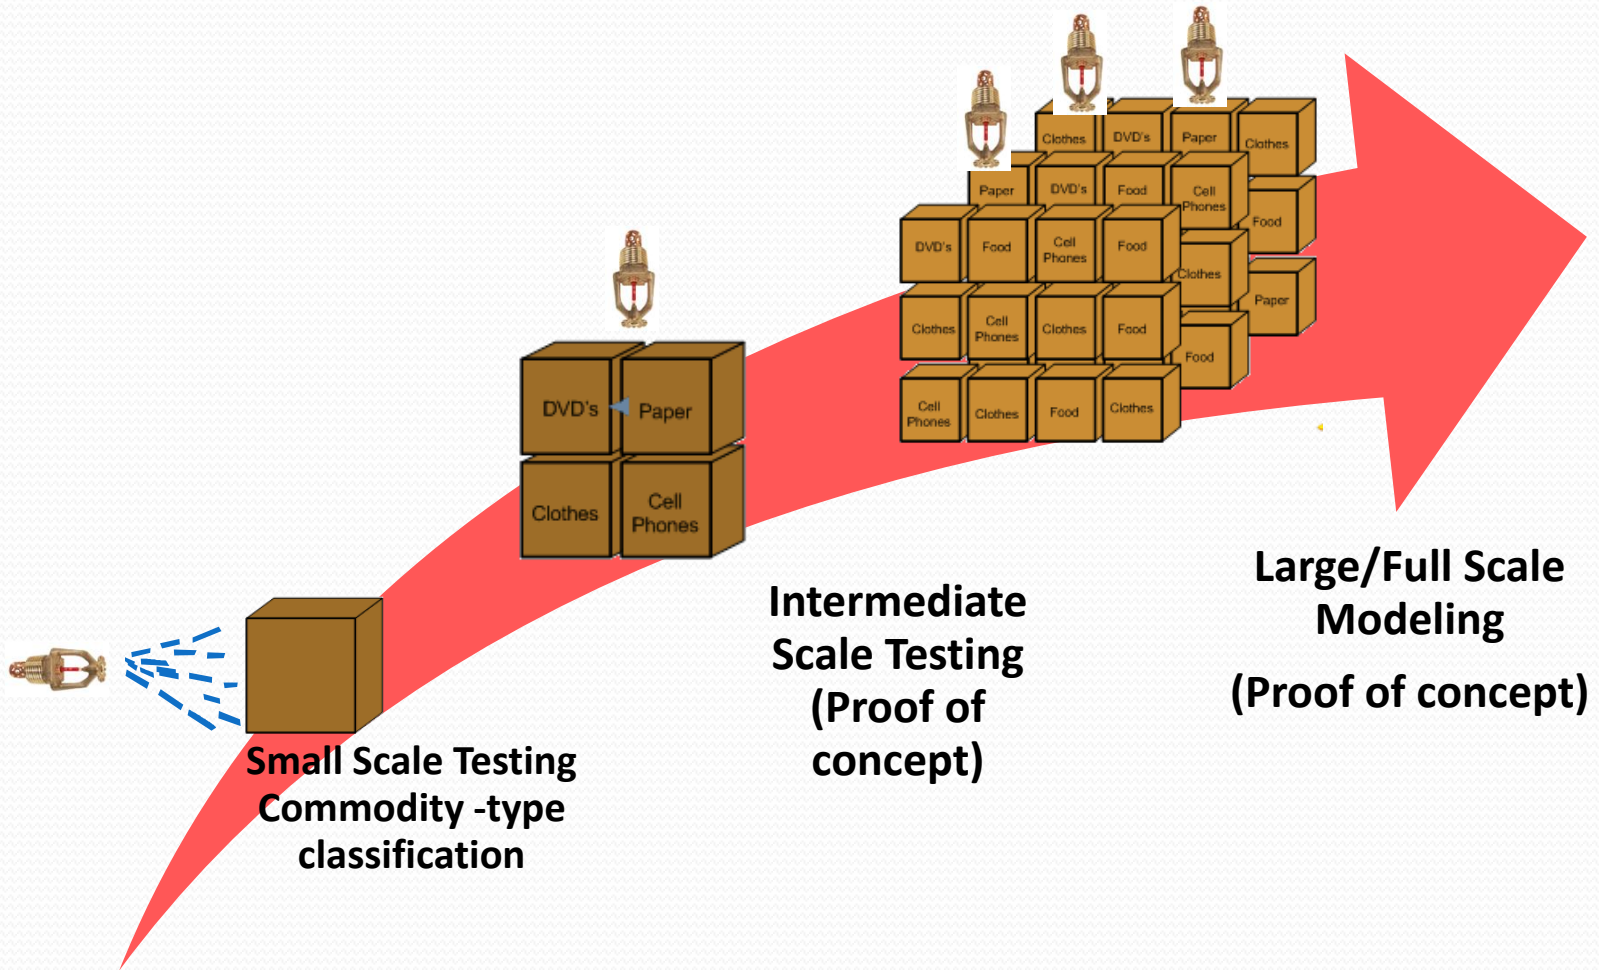 Clothes
DVD's
Paper
Clothes
Paper
DVD's
Food
Cell
Phones
Food
DVD's
Food
Cell
Phones
Food
Clothes
Paper
Clothes
Cell
Phones
Clothes
Food
Food
Cell
Phones
Clothes
Food
Clothes
DVD's
Paper
Clothes
Cell
Phones
Small Scale Testing
Commodity -type
classification
Intermediate
Scale Testing
(Proof of
concept)
Large/Full Scale
Modeling
(Proof of concept)